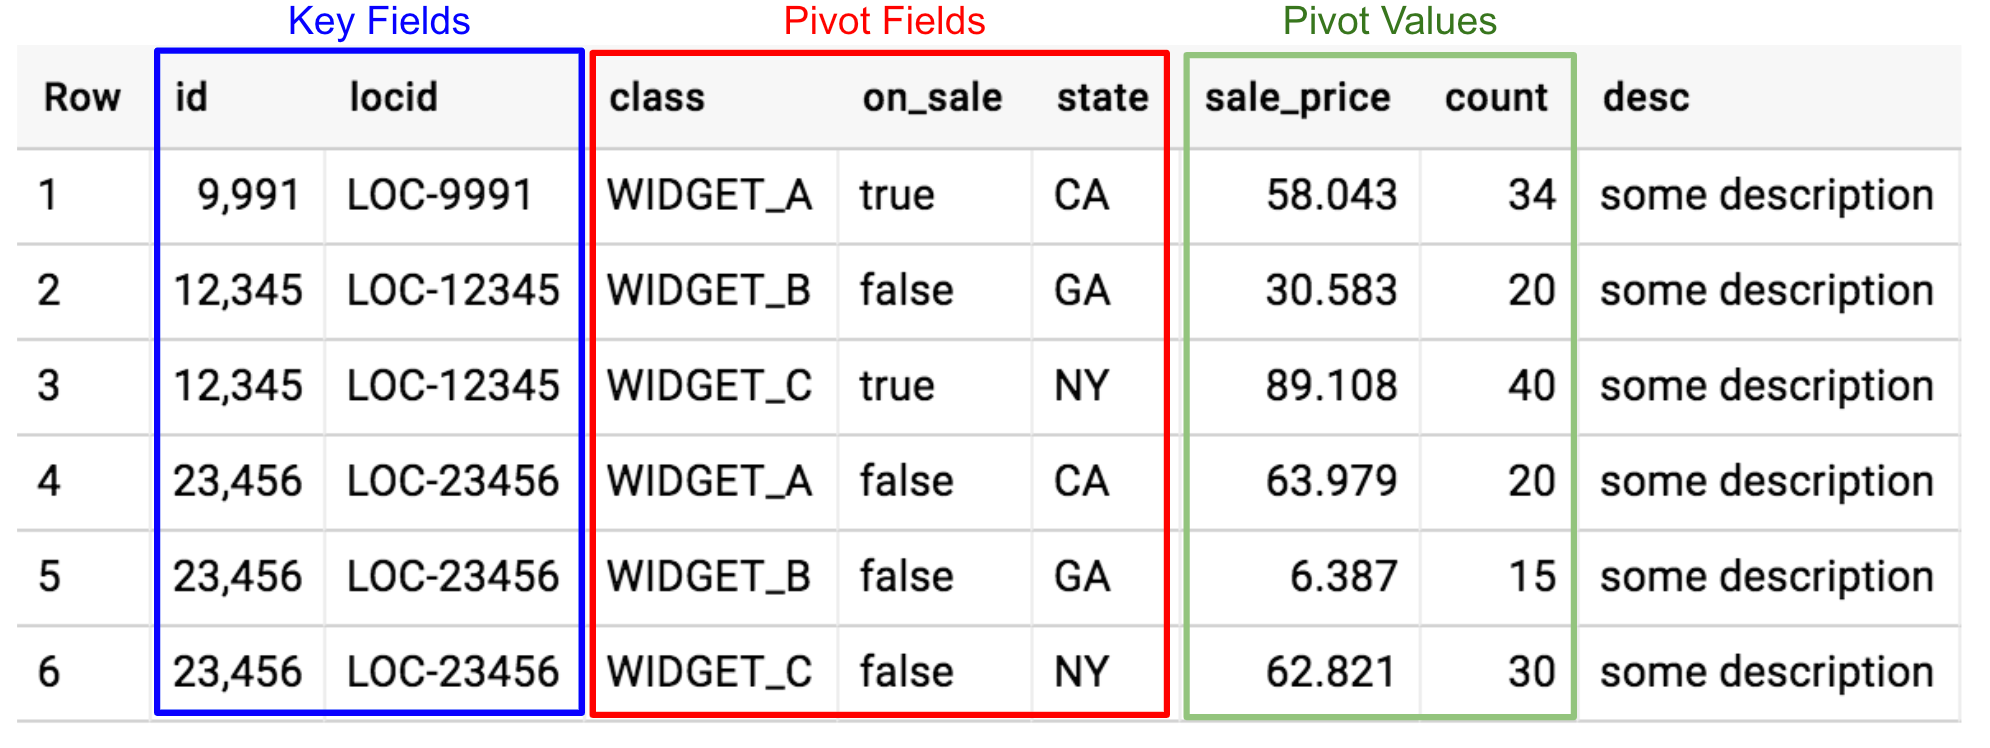 Key Fields Pivot Fields Pivot Values
Row id locid class on_sale state sale_price count desc
1 9,991 LOC-9991 WIDGET_A true CA 58.043 34 some description
2 12,345 LOC-12345 WIDGET_B false GA 30.583 20 some description
3 12,345 LOC-12345 WIDGET_C true NY 89.108 40 some description
4 23,456 LOC-23456 WIDGET_A false CA 63.979 20 some description
5 23,456 LOC-23456 WIDGET_B false GA 6.387 15 some description
6 23,456 LOC-23456 WIDGET_C false NY 62.821 30 some description